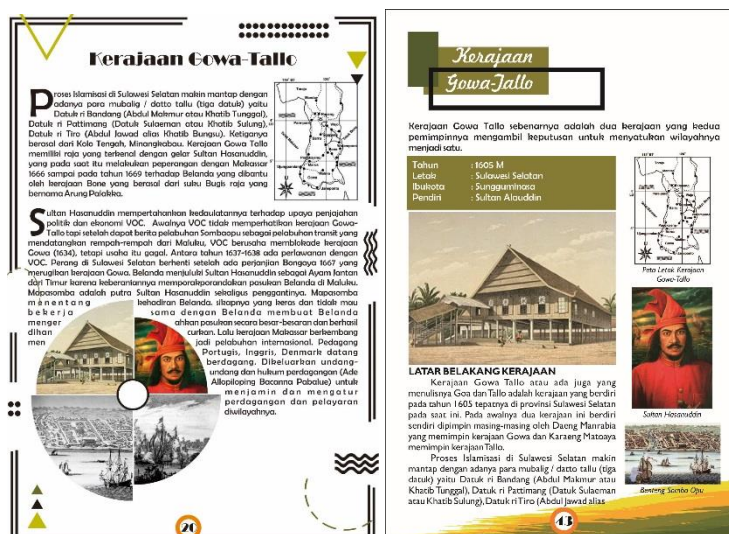 Kerajaan Gowa-Tallo
Proses Islamisasi di Sulawesi Selatan makin mantap dengan
adanya para mubalig / datto tallu (tiga datuk) yaitu
Datuk ri Bandang (Abdul Makmur atau Khatib Tunggal),
Datuk ri Pattimang (Datuk Sulaeman atau Khatib Sulung),
Datuk ri Tiro (Abdul Jawad alias Khatib Bungsu). Ketiganya
berasal dari Koto Tengah, Minangkabau. Kerajaan Gowa Tallo
memiliki raja yang terkenal dengan gelar Sultan Hasanuddin,
yang pada saat itu melakukan peperangan dengan Makassar
1666 sampai pada tahun 1669 terhadap Belanda yang dibantu
oleh kerajaan Bone yang berasal dari suku Bugis raja yang
bernama Arung Palakka.
Sultan Hasanuddin mempertahankan kedaulatannya terhadap upaya penjajahan
politik dan ekonomi VOC. Awalnya VOC tidak memperhatikan kerajaan Gowa-
Tallo tapi setelah dapat berita pelabuhan Sombaopu sebagai pelabuhan transit yang
mendatangkan rempah-rempah dari Maluku, VOC berusaha memblokade kerajaan
Gowa (1634), tetapi usaha itu gagal. Antara tahun 1637-1638 ada perlawanan dengan
VOC. Perang di Sulawesi Selatan berhenti setelah ada perjanjian Bongaya 1667 yang
merugikan kerajaan Gowa. Belanda menjuluki Sultan Hasanuddin sebagai Ayam Jantan
dari Timur karena keberaniannya memporakporandakan pasukan Belanda di Maluku.
Mapasomba adalah putra Sultan Hasanuddin sekaligus penggantinya. Mapasomba
menentang kehadiran Belanda, sikapnya yang keras dan tidak mau
bekerja sama dengan Belanda membuat Belanda
menger ahkan pasukan secara besar-besaran dan berhasil
dihan curkan. Lalu kerajaan Makassar berkembang
men jadi pelabuhan internasional. Pedagang
Portugis, Inggris, Denmark datang
berdagang. Dikeluarkan undang-
undang dan hukum perdagangan (Ade
Allopiloping Bacanna Pabalue) untuk
menjamin dan mengatur
perdagangan dan pelayaran
diwilayahnya.
20
Kerajaan
Gowa-Tallo
Kerajaan Gowa Tallo sebenarnya adalah dua kerajaan yang kedua
pemimpinnya mengambil keputusan untuk menyatukan wilayahnya
menjadi satu.
Tahun : 1605 M
Letak : Sulawesi Selatan
Ibukota : Sungguminasa
Pendiri : Sultan Alauddin
Peta Letak Kerajaan
Gowa-Tallo
Sultan Hasanuddin
Benteng Somba Opu
LATAR BELAKANG KERAJAAN
Kerajaan Gowa Tallo atau ada juga yang
menulisnya Goa dan Tallo adalah kerajaan yang berdiri
pada tahun 1605 tepatnya di provinsi Sulawesi Selatan
pada saat ini. Pada awalnya dua kerajaan ini berdiri
sendiri dipimpin masing-masing oleh Daeng Manrabia
yang memimpin kerajaan Gowa dan Karaeng Matoaya
memimpin kerajaan Tallo.
Proses Islamisasi di Sulawesi Selatan makin
mantap dengan adanya para mubalig / datto tallu (tiga
datuk) yaitu Datuk ri Bandang (Abdul Makmur atau
Khatib Tunggal), Datuk ri Pattimang (Datuk Sulaeman
atau Khatib Sulung), Datuk ri Tiro (Abdul Jawad alias
43